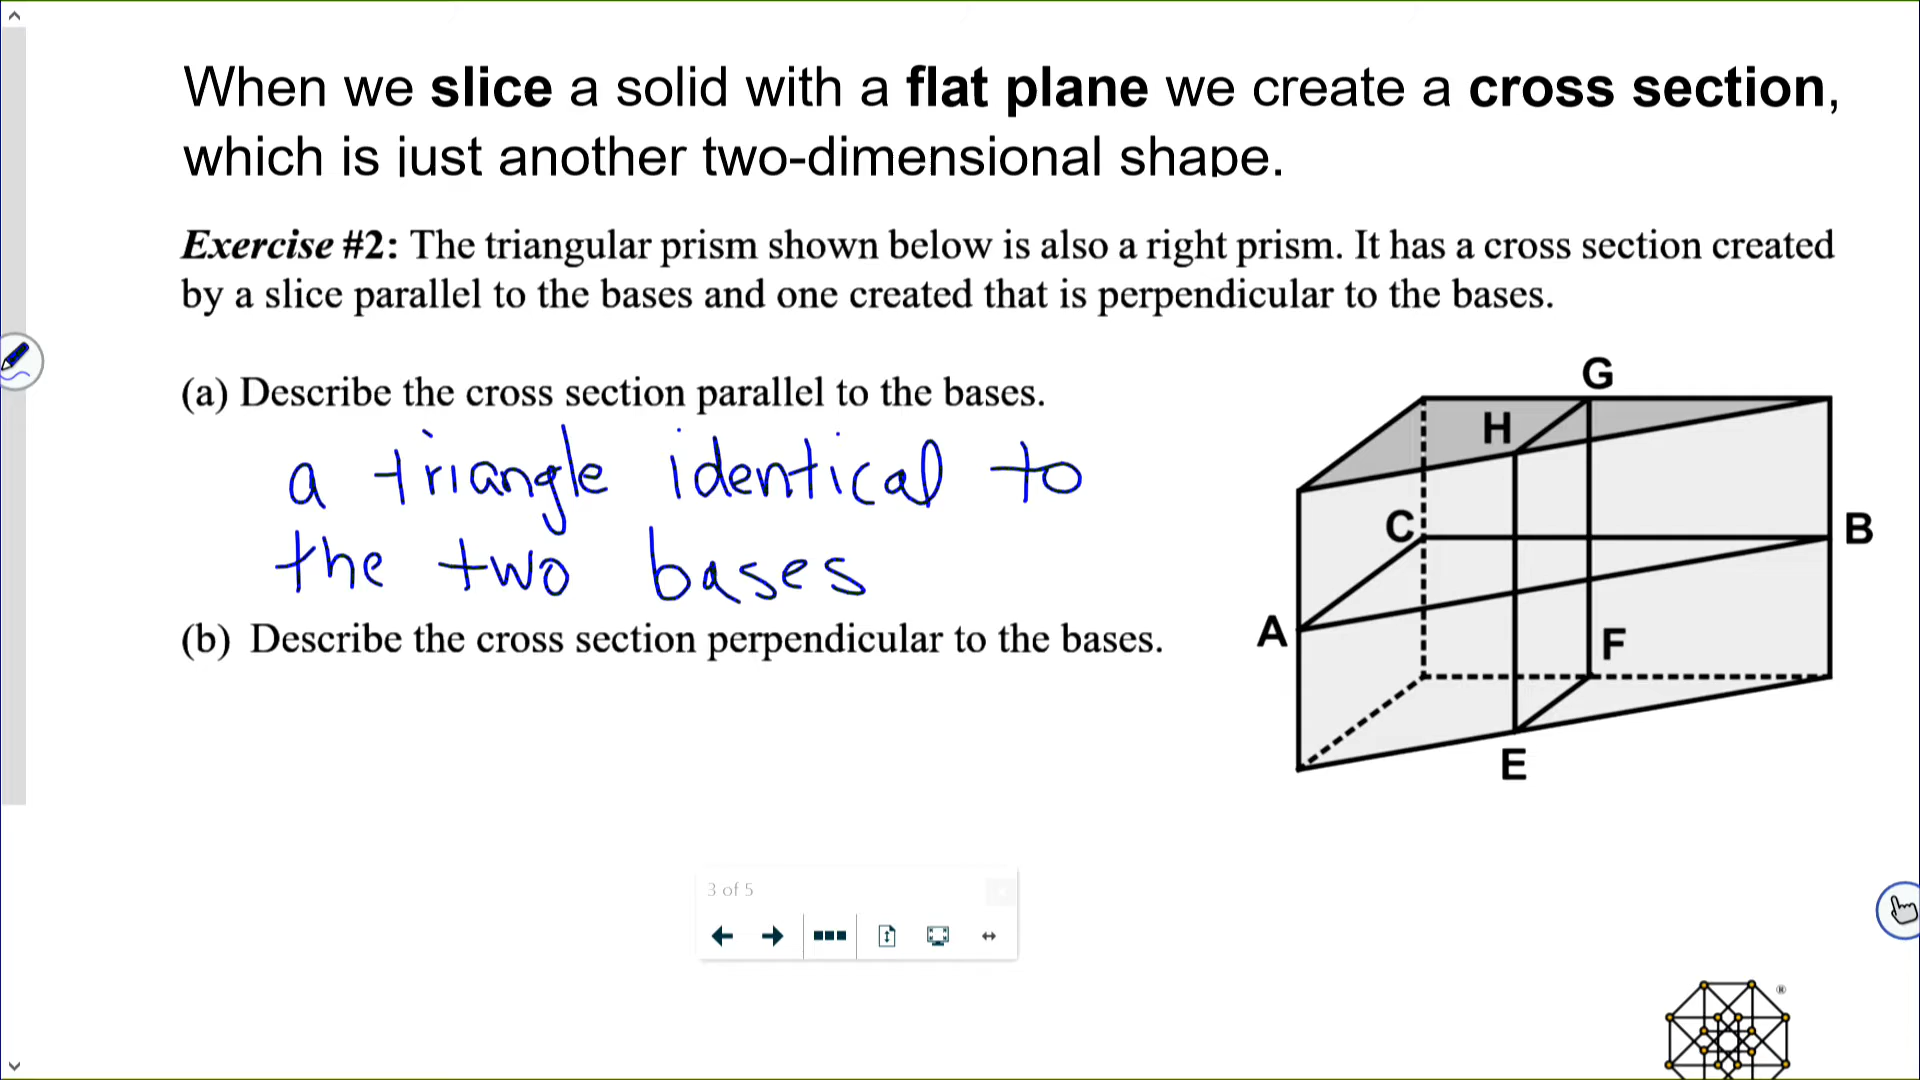 When we slice a solid with a flat plane we create a cross section,
which is just another two-dimensional shape.
Exercise #2: The triangular prism shown below is also a right prism. It has a cross section created
by a slice parallel to the bases and one created that is perpendicular to the bases.
(a) Describe the cross section parallel to the bases.
a triangle identical to
the two bases
(b) Describe the cross section perpendicular to the bases.
G
H
C
B
A
F
E
3 of 5
®